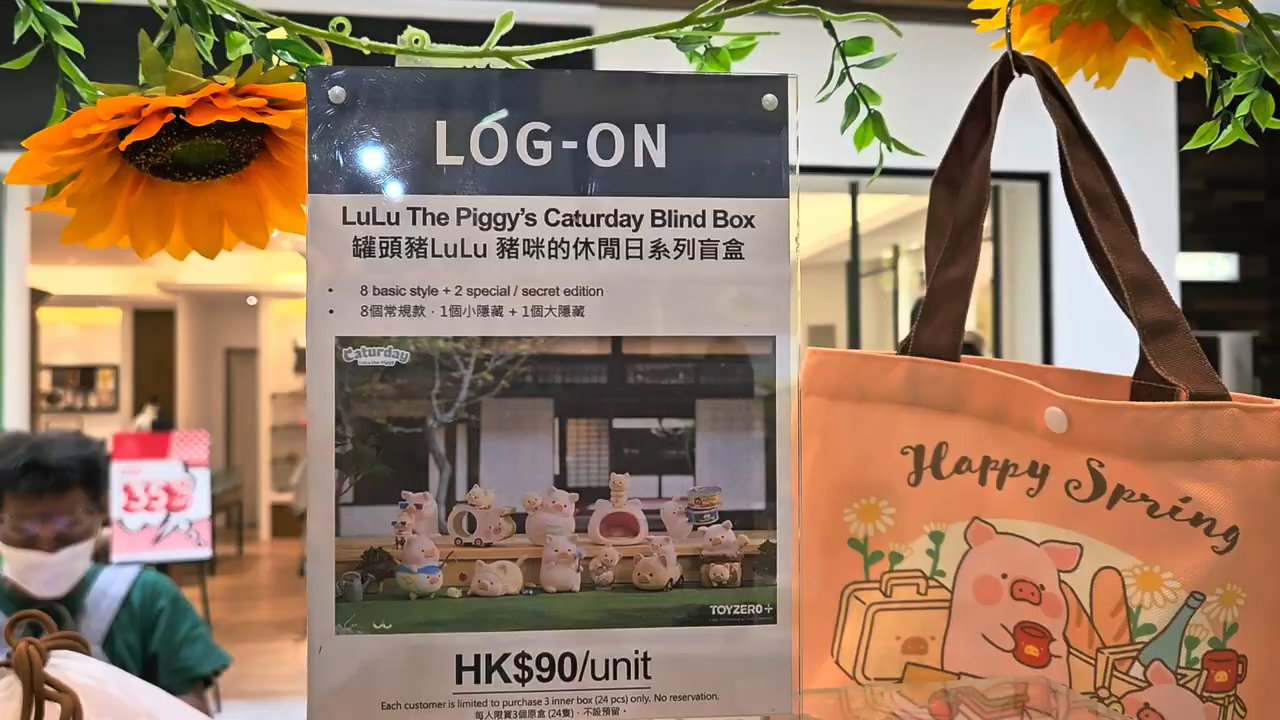 LOG-ON
LuLu The Piggy's Caturday Blind Box
罐頭豬LuLu 豬咪的休閒日系列盲盒
• 8 basic style + 2 special / secret edition
• 8個常規款．1個小隱藏 + 1個大隱藏
Caturday
TOYZERO+
HK$90/unit
Each customer is limited to purchase 3 inner box (24 pcs) only. No reservation.
每人限買3個原盒 (24隻)．不設預留。
Happy Spring